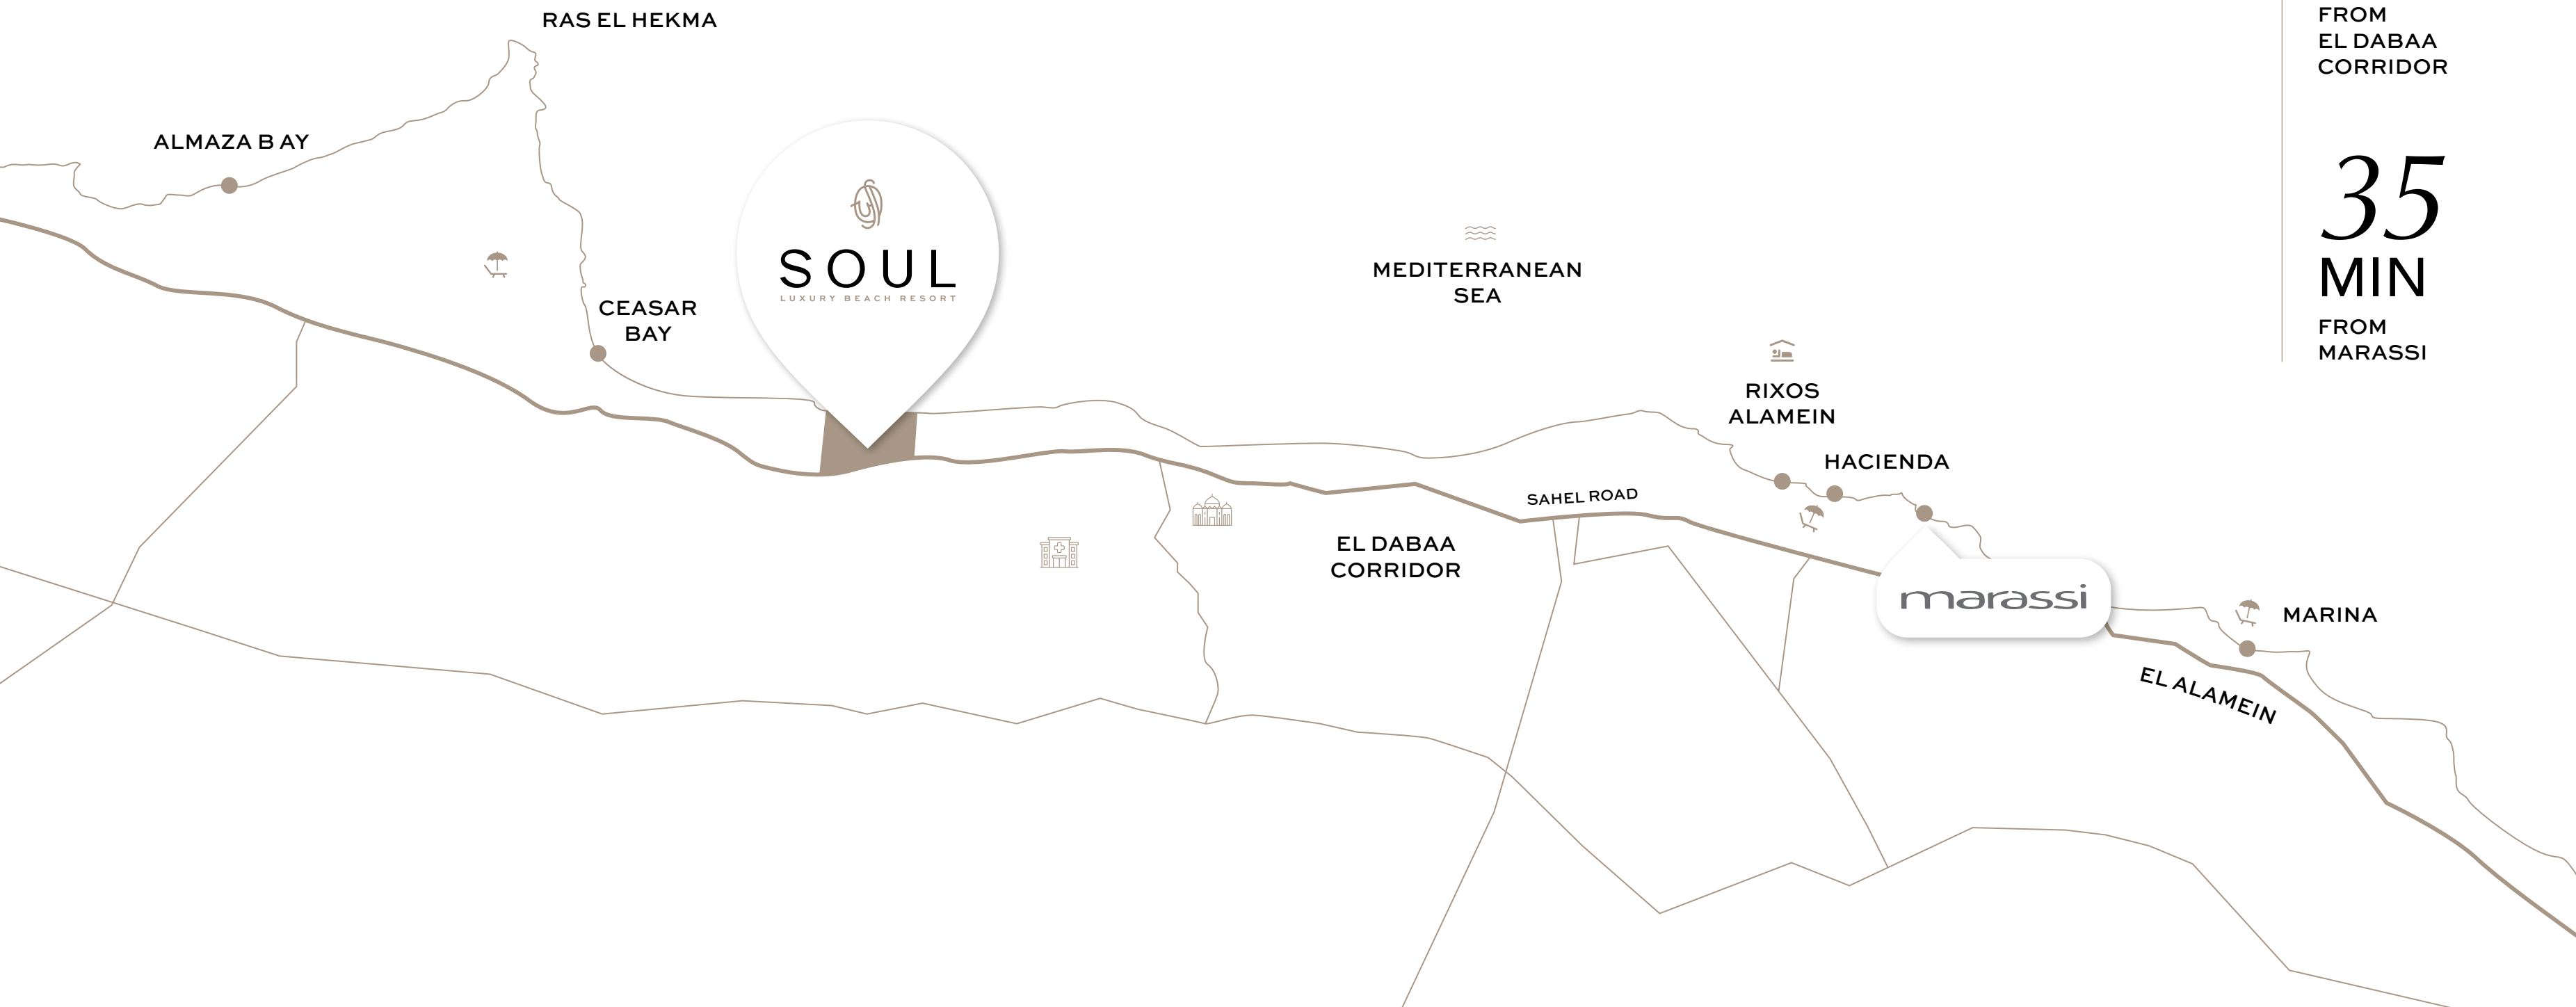 RAS EL HEKMA
ALMAZA B AY
CEASAR
BAY
SOUL
LUXURY BEACH RESORT
MEDITERRANEAN
SEA
RIXOS
ALAMEIN
HACIENDA
SAHEL ROAD
EL DABAA
CORRIDOR
marassi
MARINA
EL ALAMEIN
FROM
EL DABAA
CORRIDOR
35
MIN
FROM
MARASSI